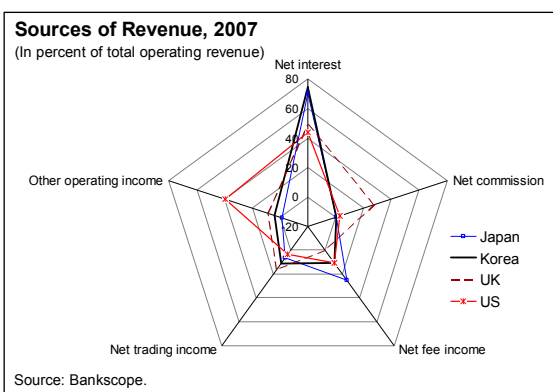 Sources of Revenue, 2007
(In percent of total operating revenue)
Net interest
80
60
40
20
0
-20
Other operating income
Net commission
Japan
Korea
UK
US
Net trading income
Net fee income
Source: Bankscope.